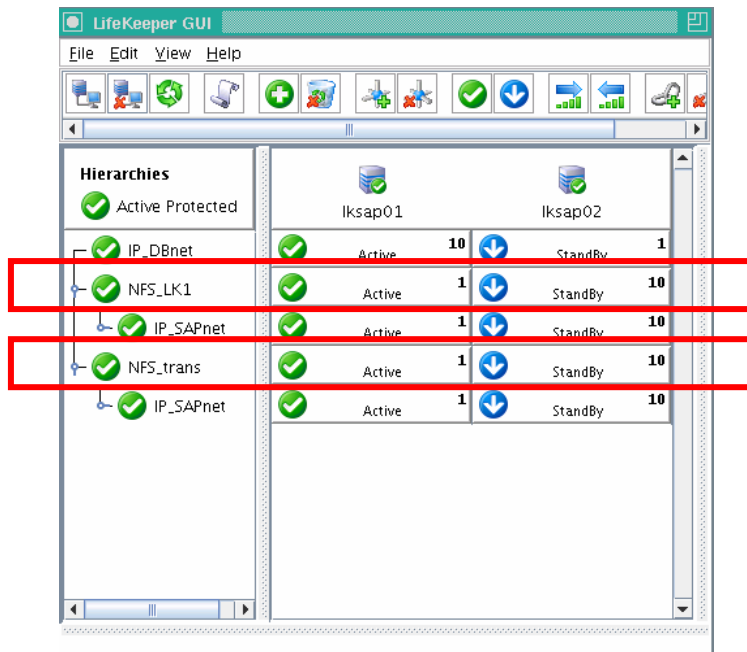 LifeKeeper GUI
File Edit View Help
Hierarchies
Active Protected
lksap01 lksap02
IP_DBnet Active 10 StandBy 1
NFS_LK1 Active 1 StandBy 10
IP_SAPnet Active 1 StandBy 10
NFS_trans Active 1 StandBy 10
IP_SAPnet Active 1 StandBy 10